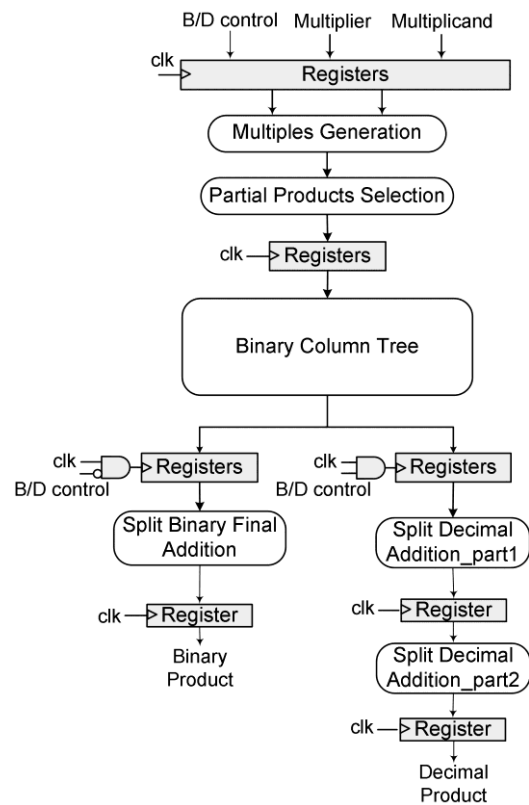 B/D control Multiplier Multiplicand
clk
Registers
Multiples Generation
Partial Products Selection
clk Registers
Binary Column Tree
clk Registers
B/D control
clk Registers
B/D control
Split Binary Final
Addition
Split Decimal
Addition_part1
clk Register
clk Register
Binary
Product
Split Decimal
Addition_part2
clk Register
Decimal
Product